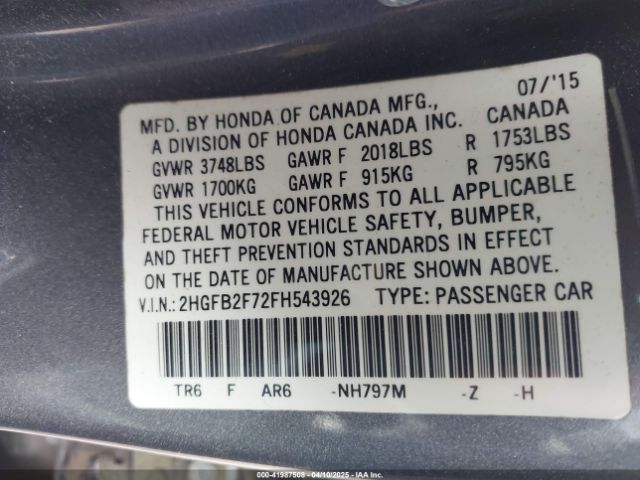 07/'15
MFD. BY HONDA OF CANADA MFG., CANADA
A DIVISION OF HONDA CANADA INC.
GVWR 3748LBS GAWR F 2018LBS R 1753LBS
GVWR 1700KG GAWR F 915KG R 795KG
THIS VEHICLE CONFORMS TO ALL APPLICABLE
FEDERAL MOTOR VEHICLE SAFETY, BUMPER,
AND THEFT PREVENTION STANDARDS IN EFFECT
ON THE DATE OF MANUFACTURE SHOWN ABOVE.
V.I.N.: 2HGFB2F72FH543926 TYPE: PASSENGER CAR
TR6 F AR6 -NH797M -Z -H
000-41987508 - 04/10/2025 - IAA Inc.